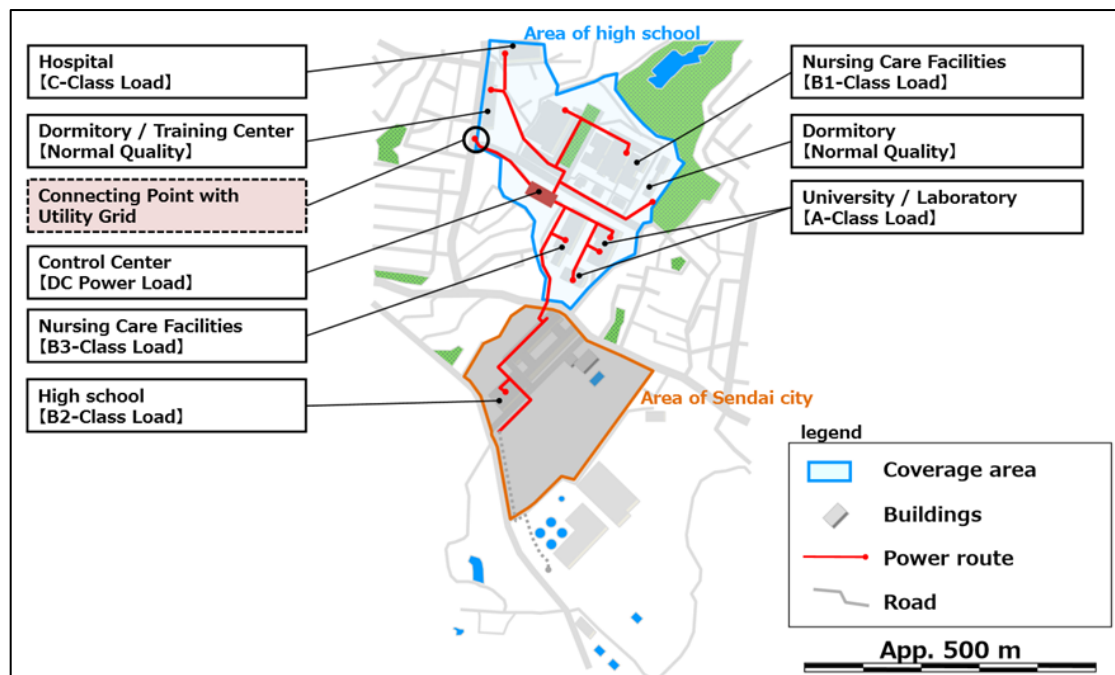 Area of high school
Hospital
【C-Class Load】
Dormitory / Training Center
【Normal Quality】
Connecting Point with
Utility Grid
Control Center
【DC Power Load】
Nursing Care Facilities
【B3-Class Load】
High school
【B2-Class Load】
Nursing Care Facilities
【B1-Class Load】
Dormitory
【Normal Quality】
University / Laboratory
【A-Class Load】
Area of Sendai city
legend
Coverage area
Buildings
Power route
Road
App. 500 m